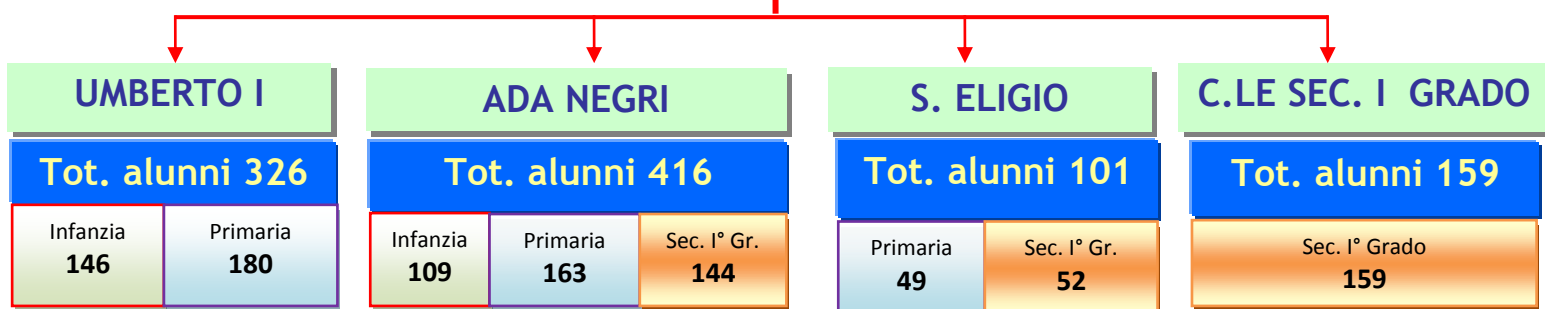 UMBERTO I
Tot. alunni 326
Infanzia
146
Primaria
180
ADA NEGRI
Tot. alunni 416
Infanzia
109
Primaria
163
Sec. I° Gr.
144
S. ELIGIO
Tot. alunni 101
Primaria
49
Sec. I° Gr.
52
C.LE SEC. I GRADO
Tot. alunni 159
Sec. I° Grado
159